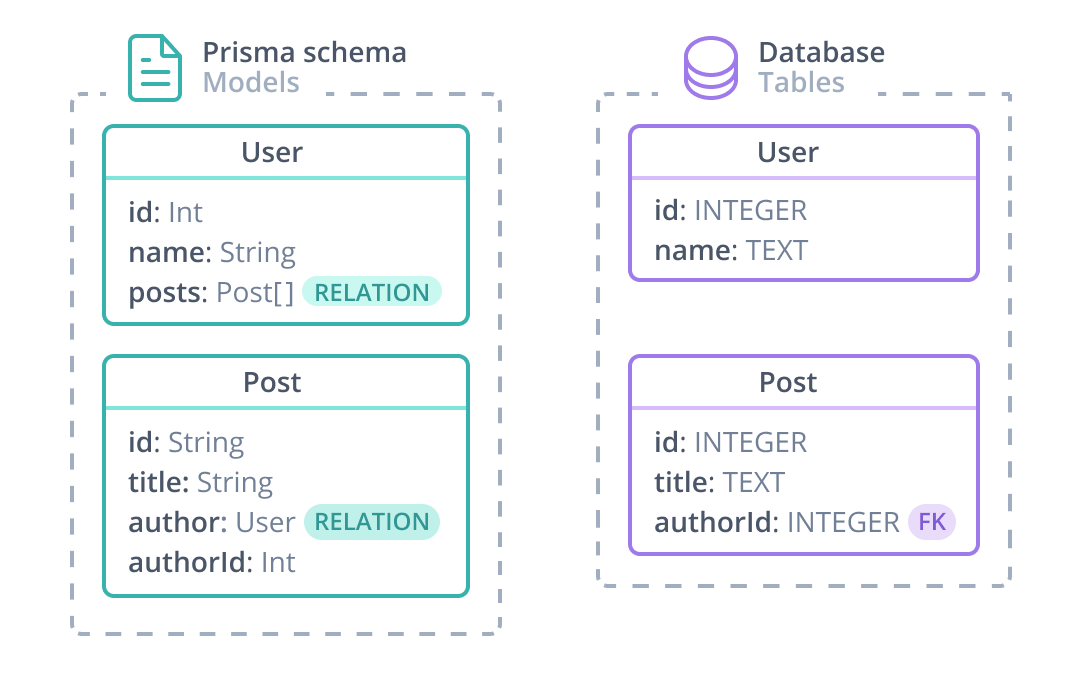 Prisma schema
Models
User
id: Int
name: String
posts: Post[] RELATION
Post
id: String
title: String
author: User RELATION
authorId: Int
Database
Tables
User
id: INTEGER
name: TEXT
Post
id: INTEGER
title: TEXT
authorId: INTEGER FK